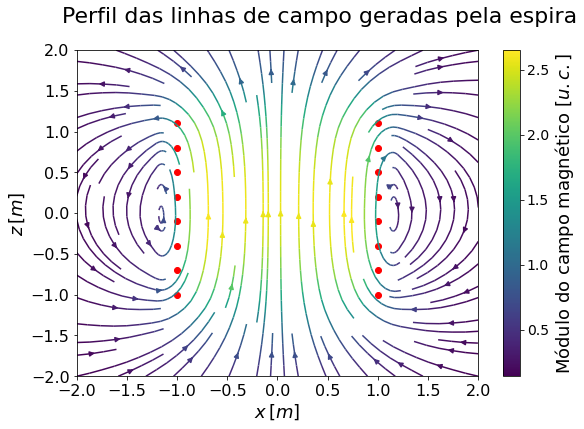 Perfil das linhas de campo geradas pela espira
2.0
1.5
1.0
0.5
0.0
−0.5
−1.0
−1.5
−2.0
z [m]
−2.0 −1.5 −1.0 −0.5 0.0 0.5 1.0 1.5 2.0
x [m]
2.5
2.0
1.5
1.0
0.5
Módulo do campo magnético [u. c. ]